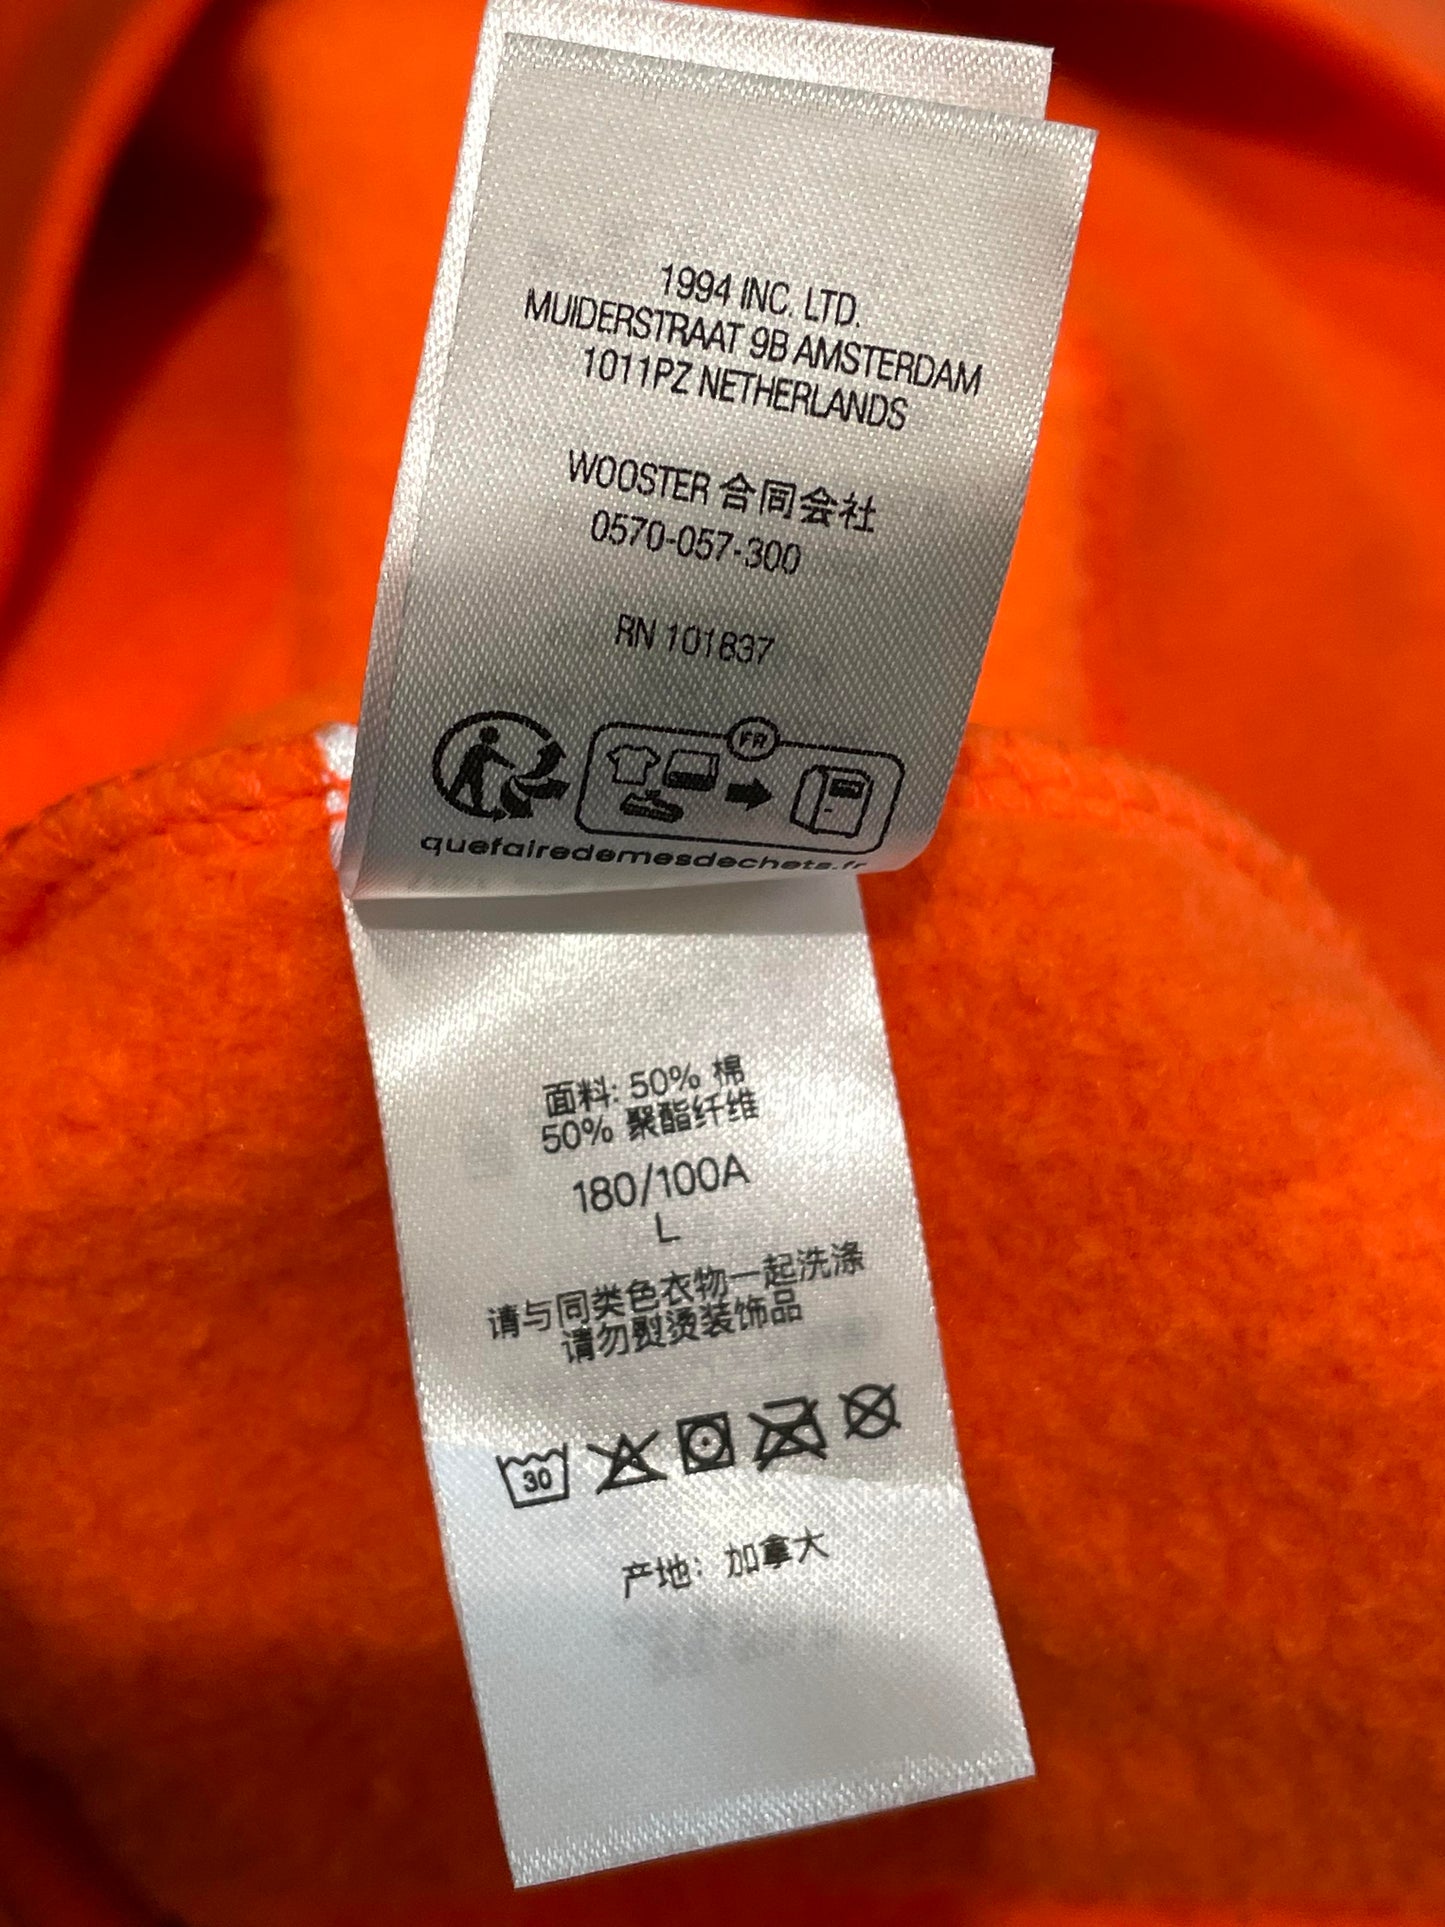 1994 INC. LTD.
MUIDERSTRAAT 9B AMSTERDAM
1011PZ NETHERLANDS
WOOSTER 合同会社
0570-057-300
RN 101837
FR
quefairedemesdechets.fr
面料: 50% 棉
50% 聚酯纤维
180/100A
L
请与同类色衣物一起洗涤
请勿熨烫装饰品
30
产地: 加拿大